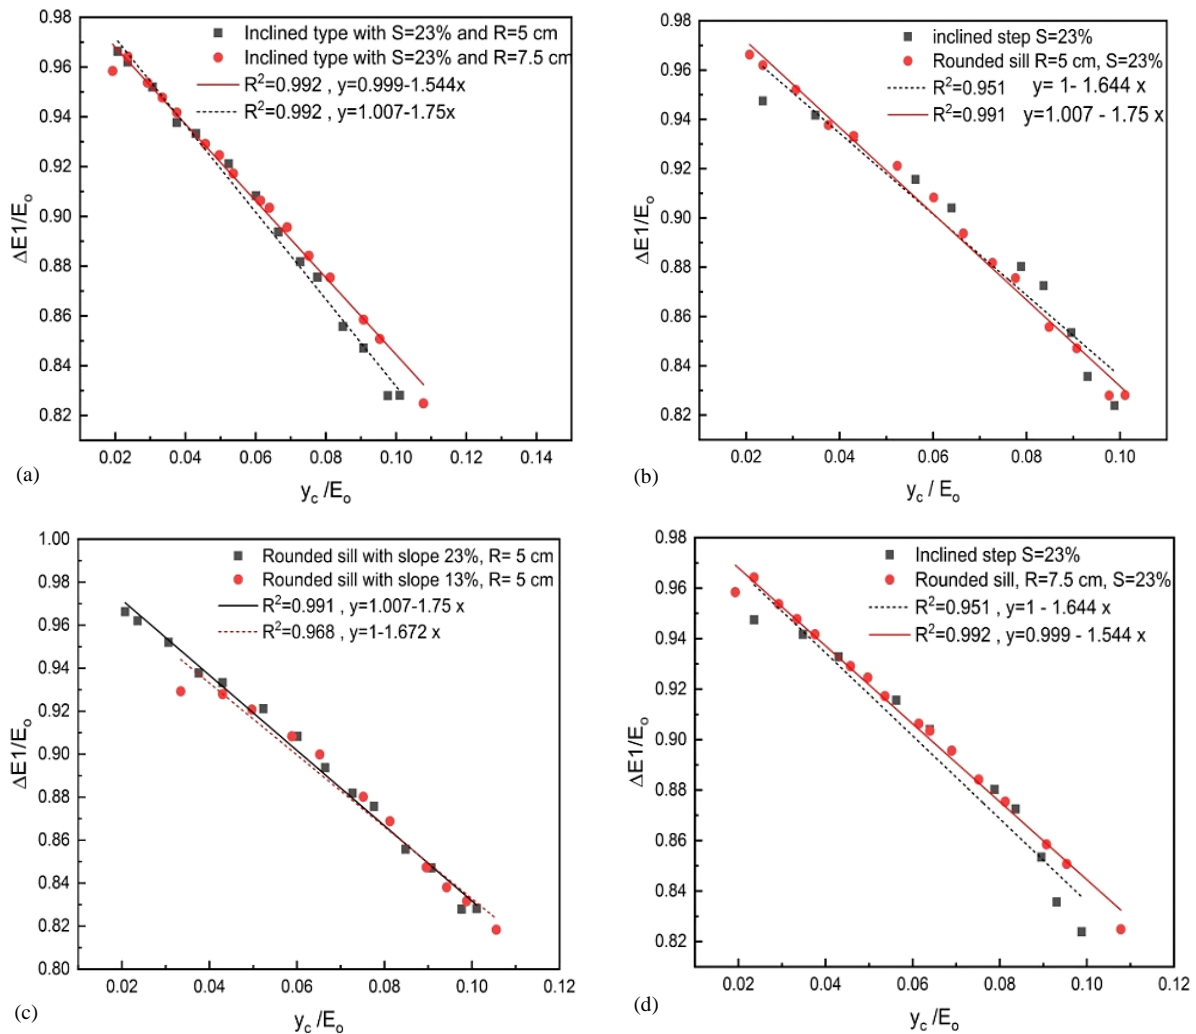 0.98
0.96
0.94
0.92
0.90
0.88
0.86
0.84
0.82
ΔE1/Eo
Inclined type with S=23% and R=5 cm
Inclined type with S=23% and R=7.5 cm
R2=0.992 , y=0.999-1.544x
R2=0.992 , y=1.007-1.75x
0.02 0.04 0.06 0.08 0.10 0.12 0.14
(a)
yc /Eo
0.98
0.96
0.94
0.92
0.90
0.88
0.86
0.84
0.82
ΔE1/Eo
inclined step S=23%
Rounded sill R=5 cm, S=23%
R2=0.951 y= 1- 1.644 x
R2=0.991 y=1.007 - 1.75 x
0.02 0.04 0.06 0.08 0.10
(b)
yc / Eo
1.00
0.98
0.96
0.94
0.92
0.90
0.88
0.86
0.84
0.82
0.80
ΔE1/Eo
Rounded sill with slope 23%, R= 5 cm
Rounded sill with slope 13%, R= 5 cm
R2=0.991 , y=1.007-1.75 x
R2=0.968 , y=1-1.672 x
0.02 0.04 0.06 0.08 0.10 0.12
(c)
yc /Eo
0.98
0.96
0.94
0.92
0.90
0.88
0.86
0.84
0.82
ΔE1/Eo
Inclined step S=23%
Rounded sill, R=7.5 cm, S=23%
R2=0.951 , y=1 - 1.644 x
R2=0.992 , y=0.999 - 1.544 x
0.02 0.04 0.06 0.08 0.10 0.12
(d)
yc /Eo